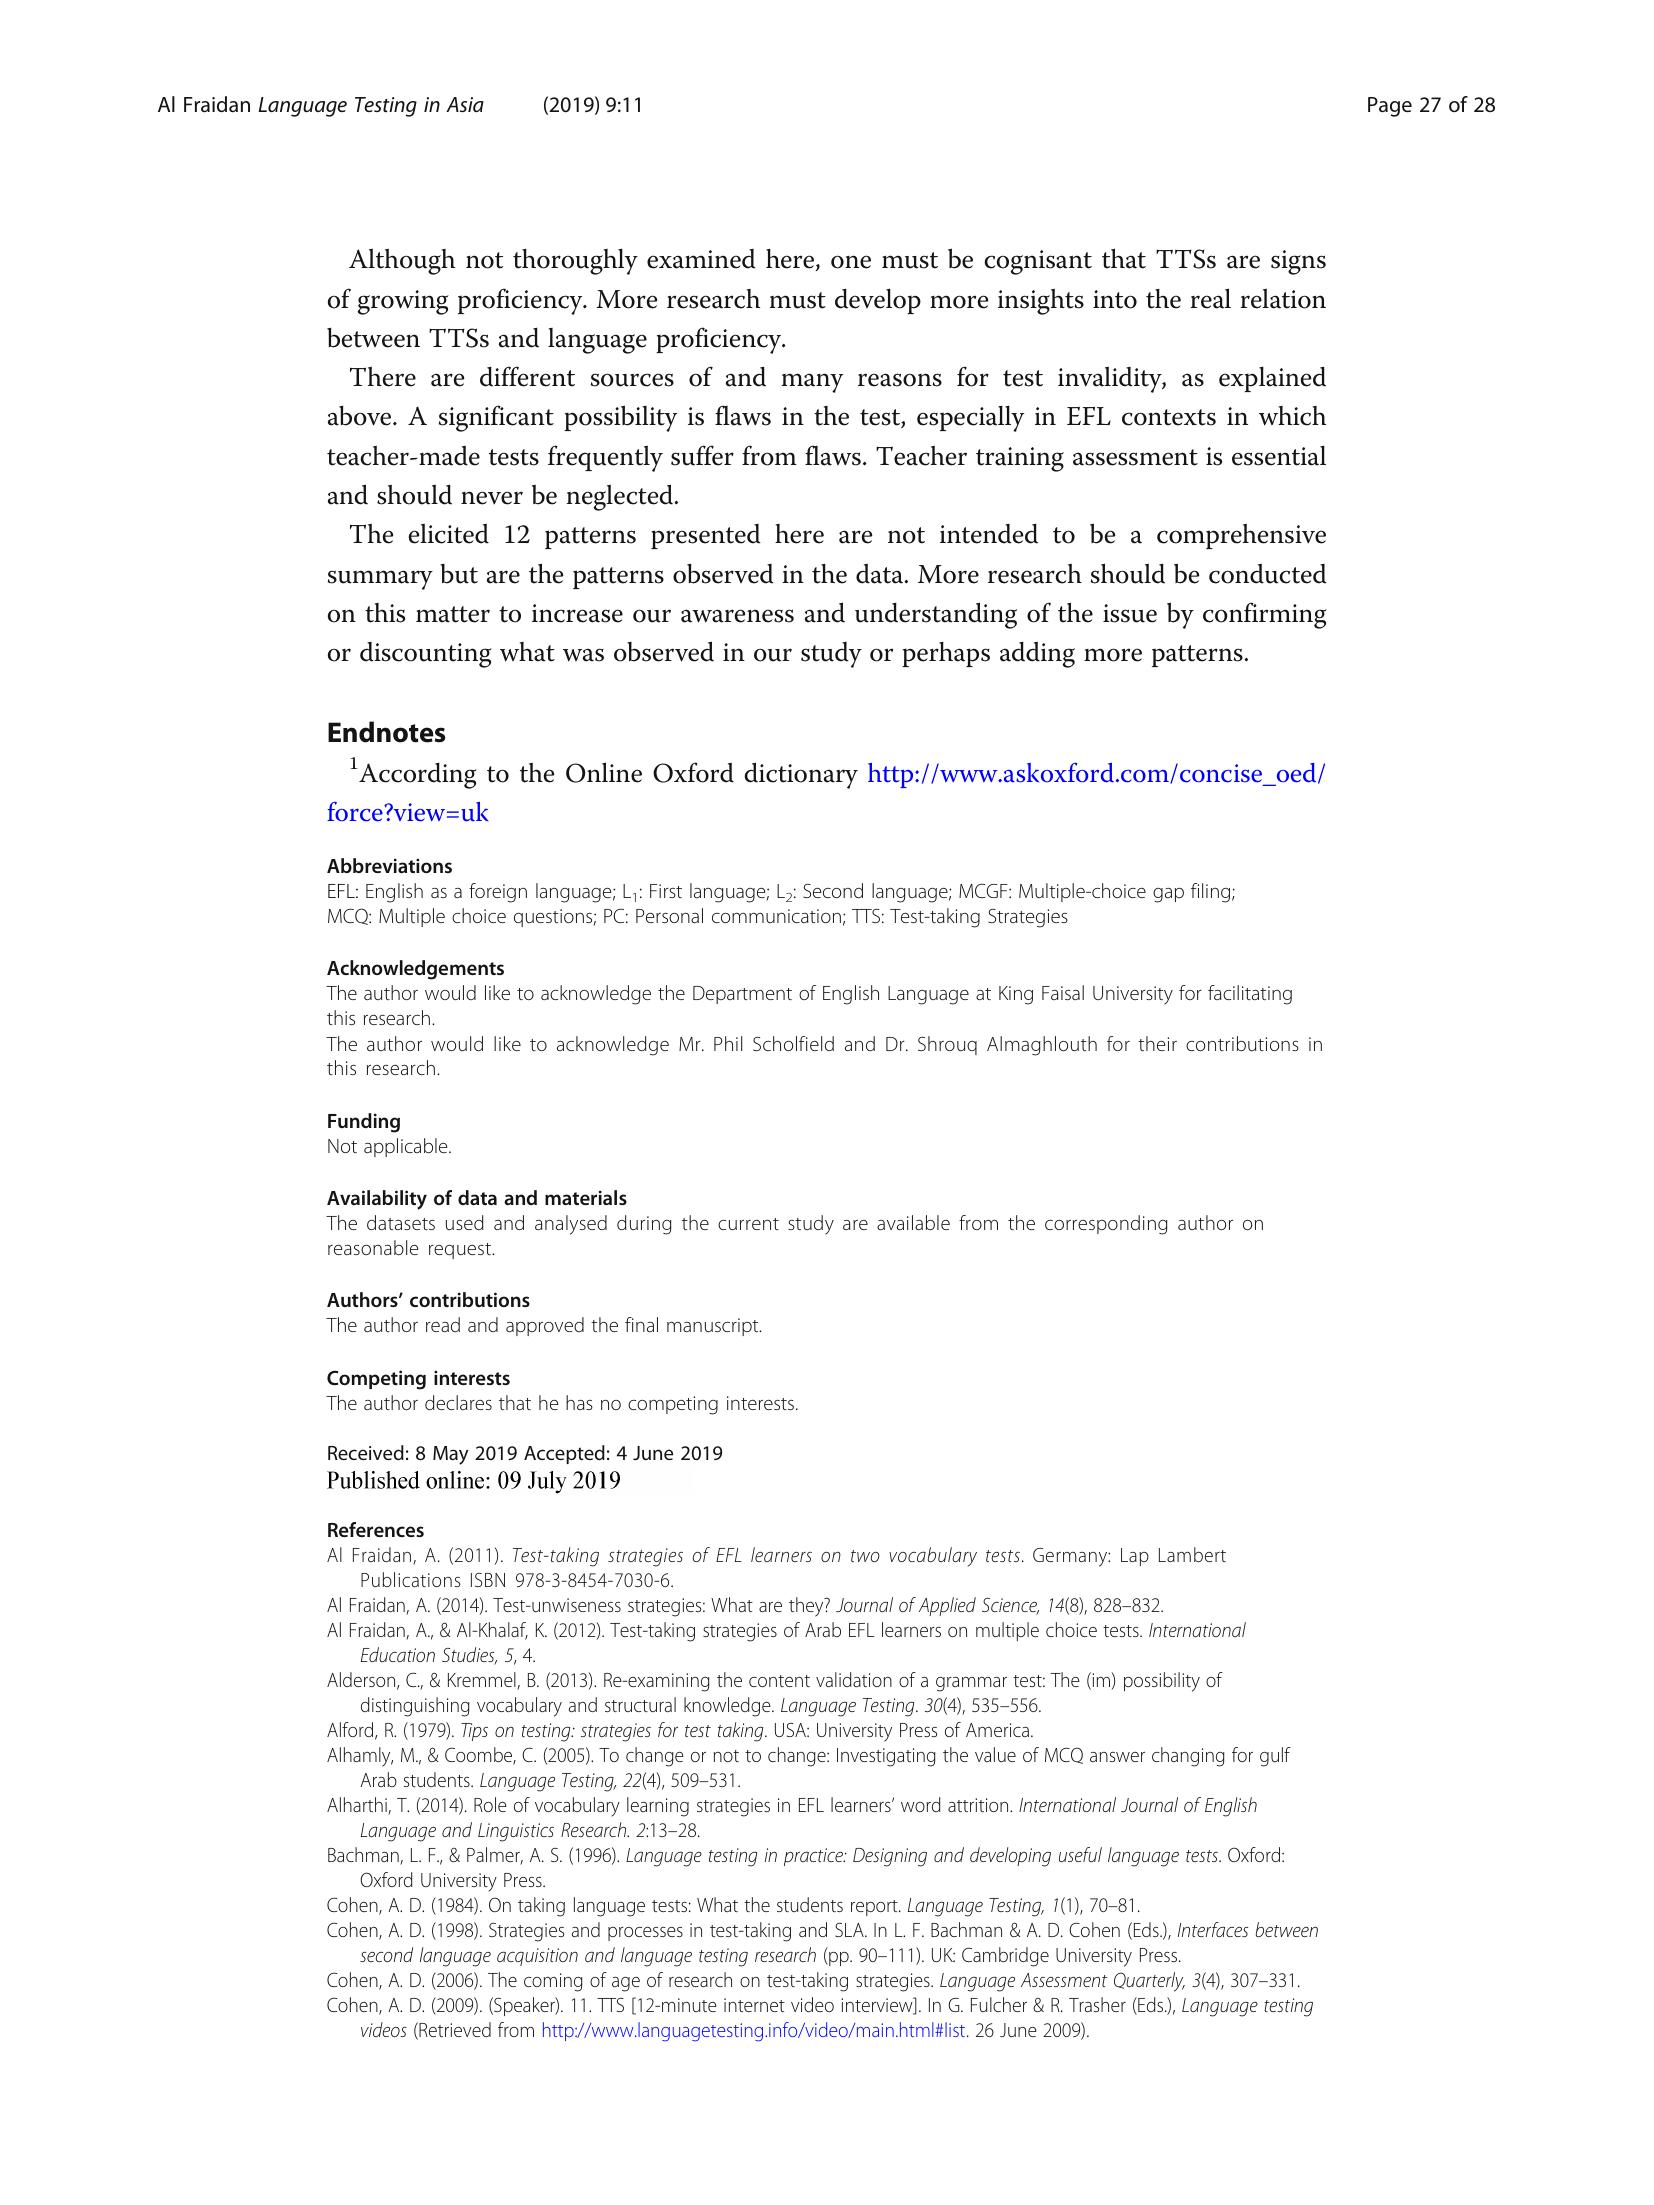 Al Fraidan Language Testing in Asia (2019) 9:11 Page 27 of 28
Although not thoroughly examined here, one must be cognisant that TTSs are signs
of growing proficiency. More research must develop more insights into the real relation
between TTSs and language proficiency.
There are different sources of and many reasons for test invalidity, as explained
above. A significant possibility is flaws in the test, especially in EFL contexts in which
teacher-made tests frequently suffer from flaws. Teacher training assessment is essential
and should never be neglected.
The elicited 12 patterns presented here are not intended to be a comprehensive
summary but are the patterns observed in the data. More research should be conducted
on this matter to increase our awareness and understanding of the issue by confirming
or discounting what was observed in our study or perhaps adding more patterns.
Endnotes
¹According to the Online Oxford dictionary http://www.askoxford.com/concise_oed/
force?view=uk
Abbreviations
EFL: English as a foreign language; L₁: First language; L₂: Second language; MCGF: Multiple-choice gap filing;
MCQ: Multiple choice questions; PC: Personal communication; TTS: Test-taking Strategies
Acknowledgements
The author would like to acknowledge the Department of English Language at King Faisal University for facilitating
this research.
The author would like to acknowledge Mr. Phil Scholfield and Dr. Shrouq Almaghlouth for their contributions in
this research.
Funding
Not applicable.
Availability of data and materials
The datasets used and analysed during the current study are available from the corresponding author on
reasonable request.
Authors' contributions
The author read and approved the final manuscript.
Competing interests
The author declares that he has no competing interests.
Received: 8 May 2019 Accepted: 4 June 2019
Published online: 09 July 2019
References
Al Fraidan, A. (2011). Test-taking strategies of EFL learners on two vocabulary tests. Germany: Lap Lambert
Publications ISBN 978-3-8454-7030-6.
Al Fraidan, A. (2014). Test-unwiseness strategies: What are they? Journal of Applied Science, 14(8), 828–832.
Al Fraidan, A., & Al-Khalaf, K. (2012). Test-taking strategies of Arab EFL learners on multiple choice tests. International
Education Studies, 5, 4.
Alderson, C., & Kremmel, B. (2013). Re-examining the content validation of a grammar test: The (im) possibility of
distinguishing vocabulary and structural knowledge. Language Testing. 30(4), 535–556.
Alford, R. (1979). Tips on testing: strategies for test taking. USA: University Press of America.
Alhamly, M., & Coombe, C. (2005). To change or not to change: Investigating the value of MCQ answer changing for gulf
Arab students. Language Testing, 22(4), 509–531.
Alharthi, T. (2014). Role of vocabulary learning strategies in EFL learners' word attrition. International Journal of English
Language and Linguistics Research. 2:13–28.
Bachman, L. F., & Palmer, A. S. (1996). Language testing in practice: Designing and developing useful language tests. Oxford:
Oxford University Press.
Cohen, A. D. (1984). On taking language tests: What the students report. Language Testing, 1(1), 70–81.
Cohen, A. D. (1998). Strategies and processes in test-taking and SLA. In L. F. Bachman & A. D. Cohen (Eds.), Interfaces between
second language acquisition and language testing research (pp. 90–111). UK: Cambridge University Press.
Cohen, A. D. (2006). The coming of age of research on test-taking strategies. Language Assessment Quarterly, 3(4), 307–331.
Cohen, A. D. (2009). (Speaker). 11. TTS [12-minute internet video interview]. In G. Fulcher & R. Trasher (Eds.), Language testing
videos (Retrieved from http://www.languagetesting.info/video/main.html#list. 26 June 2009).